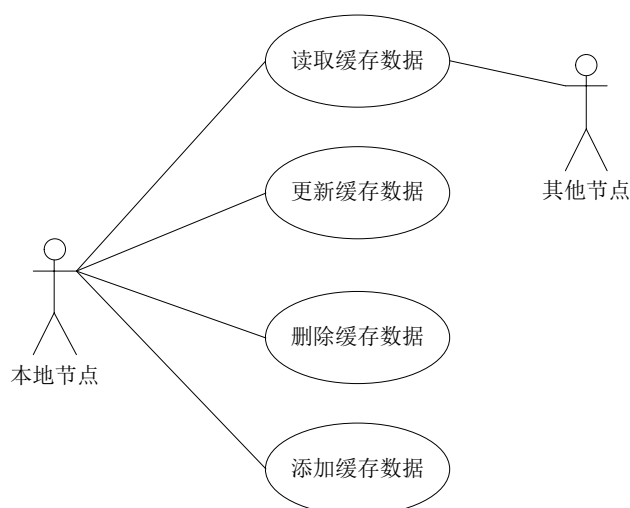 读取缓存数据
更新缓存数据
其他节点
删除缓存数据
本地节点
添加缓存数据